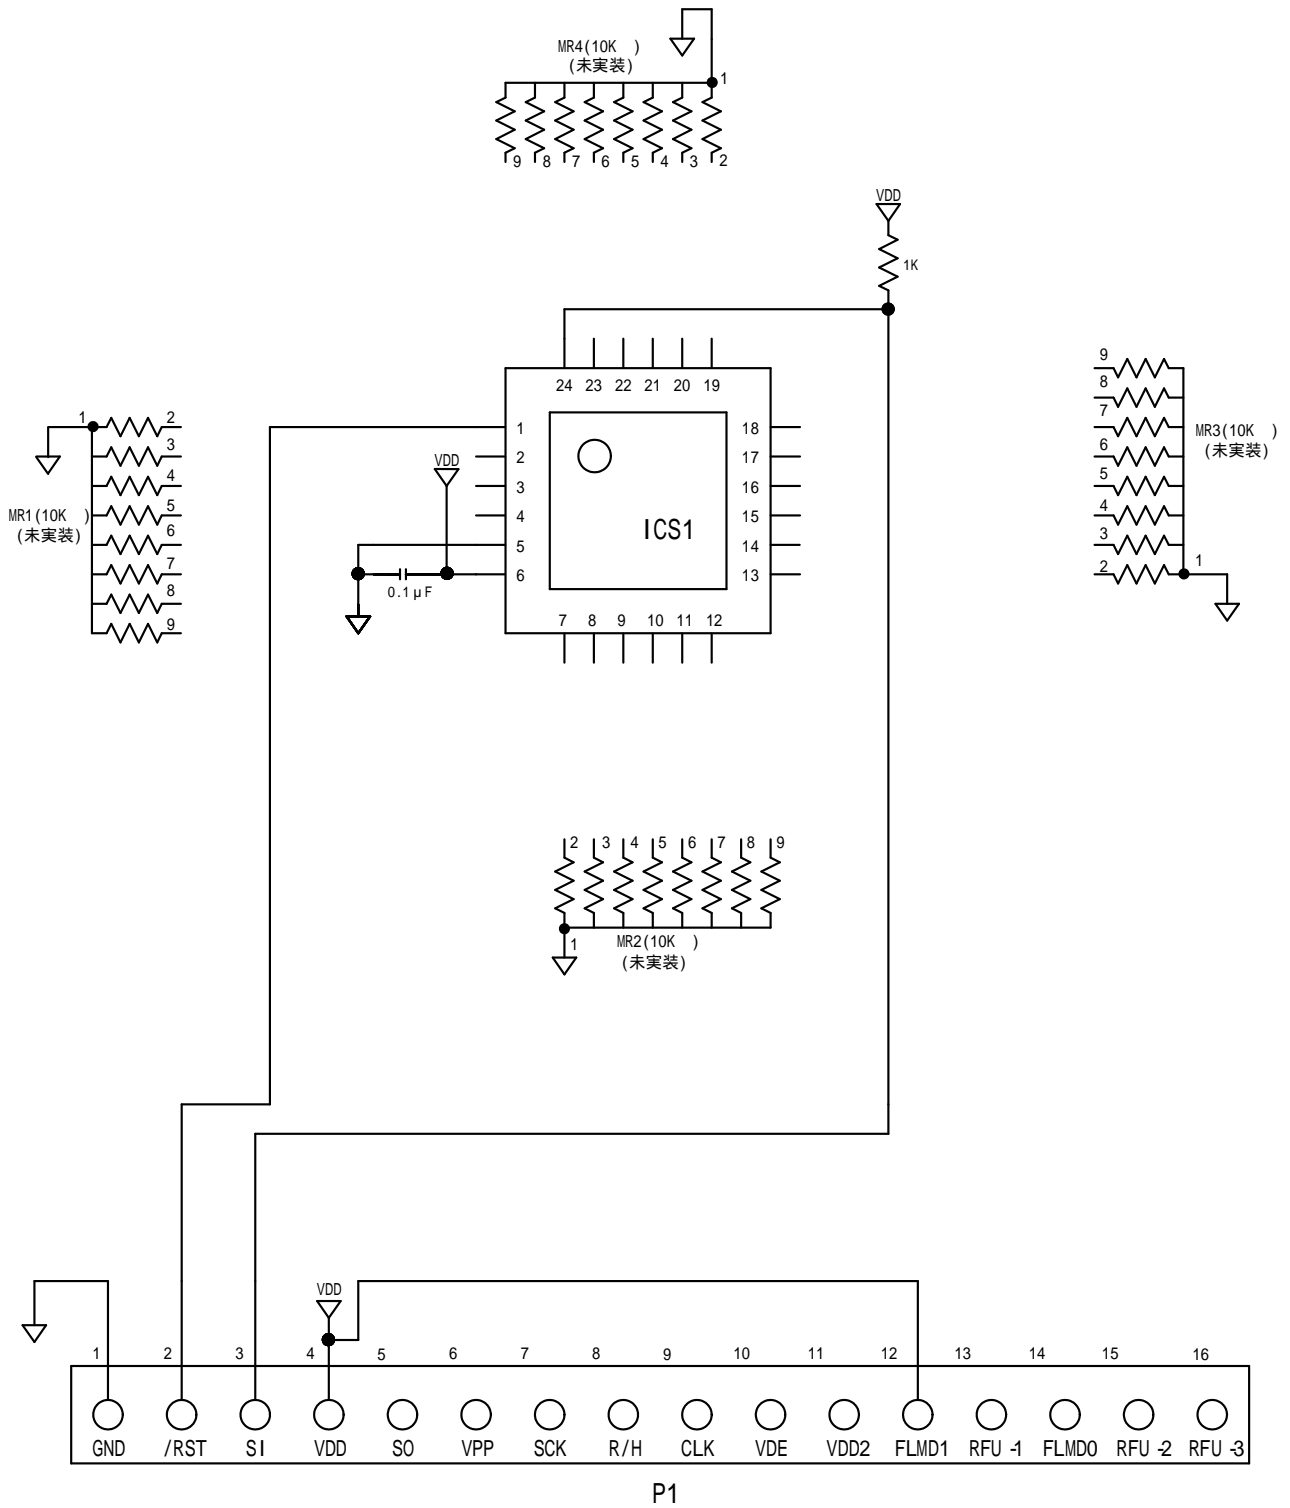 MR4(10K )
(未実装)
1
9 8 7 6 5 4 3 2
VDD
1K
24 23 22 21 20 19
1 2 3 4 5 6
18 17 16 15 14 13
7 8 9 10 11 12
ICS1
VDD
0.1μF
1
2
3
4
5
6
7
8
9
MR1(10K )
(未実装)
9
8
7
6
5
4
3
2
1
MR3(10K )
(未実装)
2 3 4 5 6 7 8 9
1
MR2(10K )
(未実装)
VDD
1 2 3 4 5 6 7 8 9 10 11 12 13 14 15 16
GND /RST SI VDD SO VPP SCK R/H CLK VDE VDD2 FLMD1 RFU-1 FLMD0 RFU-2 RFU-3
P1